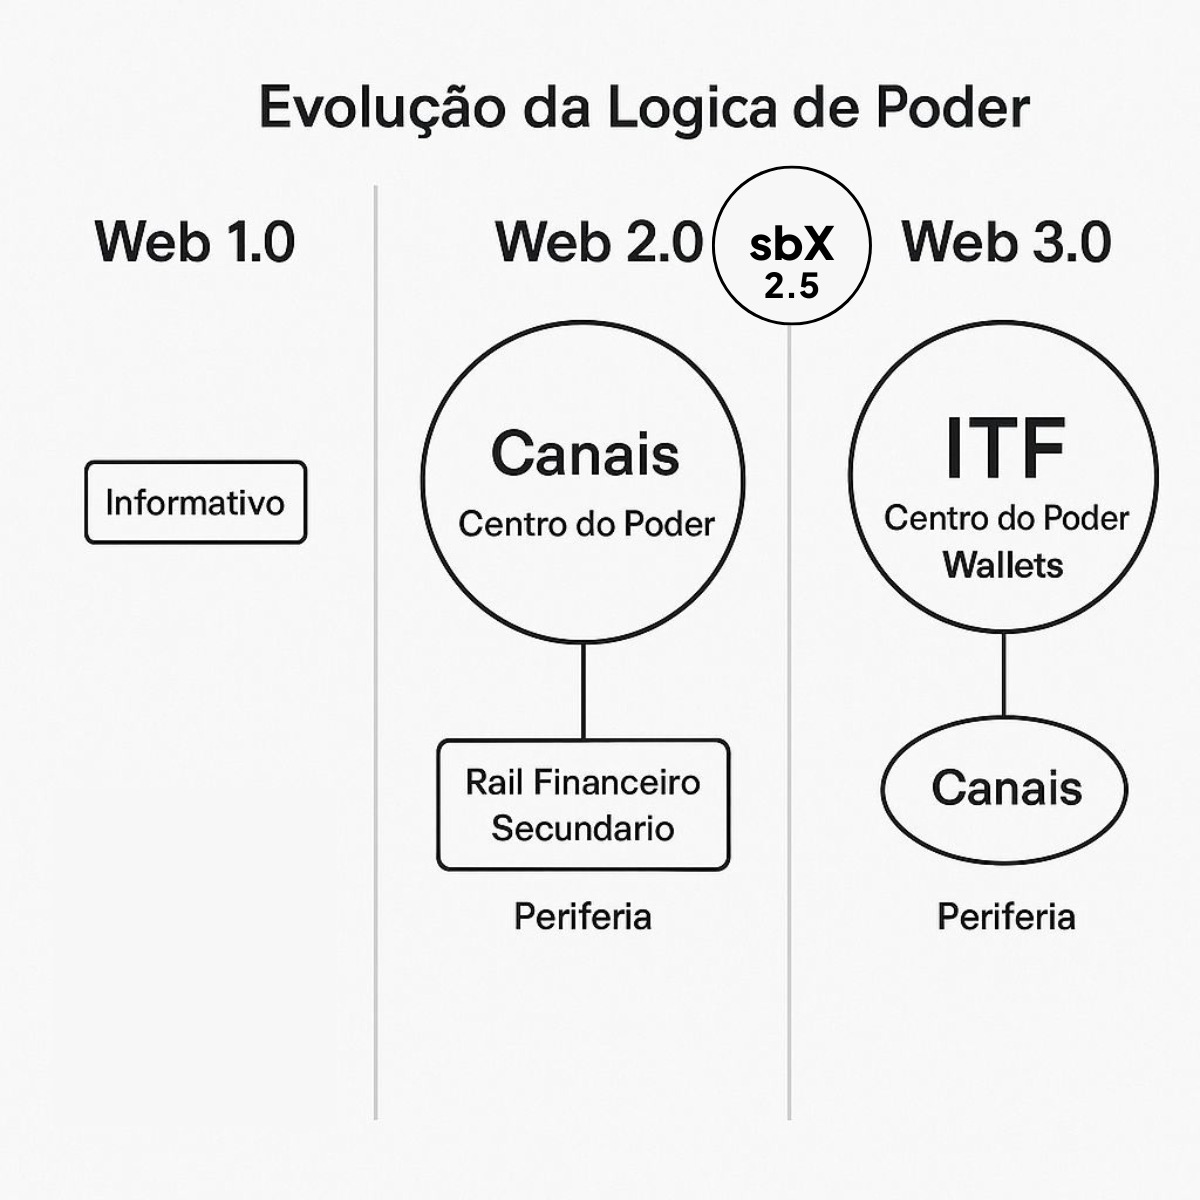 Evolução da Logica de Poder
Web 1.0
Informativo
Web 2.0
Canais
Centro do Poder
Rail Financeiro
Secundario
Periferia
sbX
2.5
Web 3.0
ITF
Centro do Poder
Wallets
Canais
Periferia